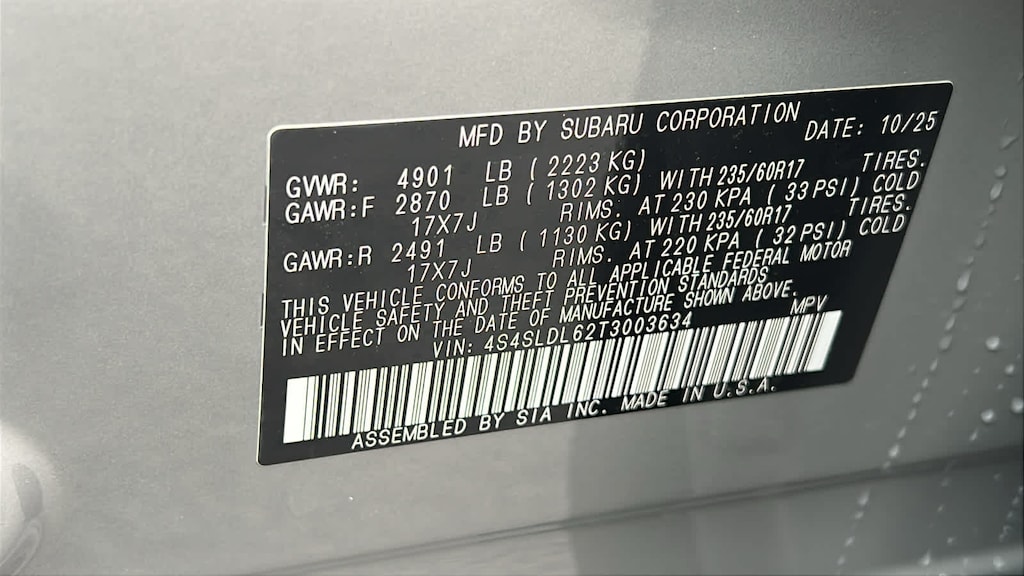 MFD BY SUBARU CORPORATION DATE: 10/25
GVWR: 4901 LB ( 2223 KG)
GAWR:F 2870 LB ( 1302 KG) WITH 235/60R17 TIRES.
17X7J RIMS. AT 230 KPA ( 33 PSI) COLD
GAWR:R 2491 LB ( 1130 KG) WITH 235/60R17 TIRES.
17X7J RIMS. AT 220 KPA ( 32 PSI) COLD
THIS VEHICLE CONFORMS TO ALL APPLICABLE FEDERAL MOTOR
VEHICLE SAFETY AND THEFT PREVENTION STANDARDS
IN EFFECT ON THE DATE OF MANUFACTURE SHOWN ABOVE.
VIN: 4S4SLDL62T3003634 MPV
ASSEMBLED BY SIA INC. MADE IN U.S.A.